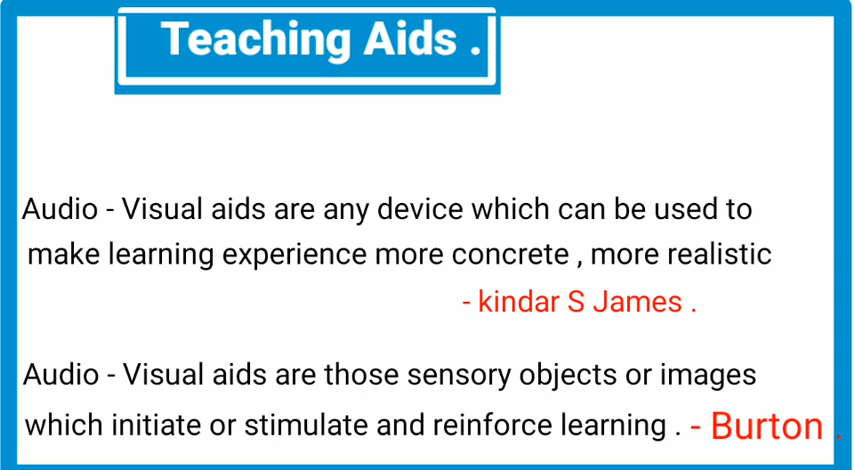 Teaching Aids .
Audio - Visual aids are any device which can be used to
make learning experience more concrete , more realistic
- kindar S James .
Audio - Visual aids are those sensory objects or images
which initiate or stimulate and reinforce learning . - Burton .